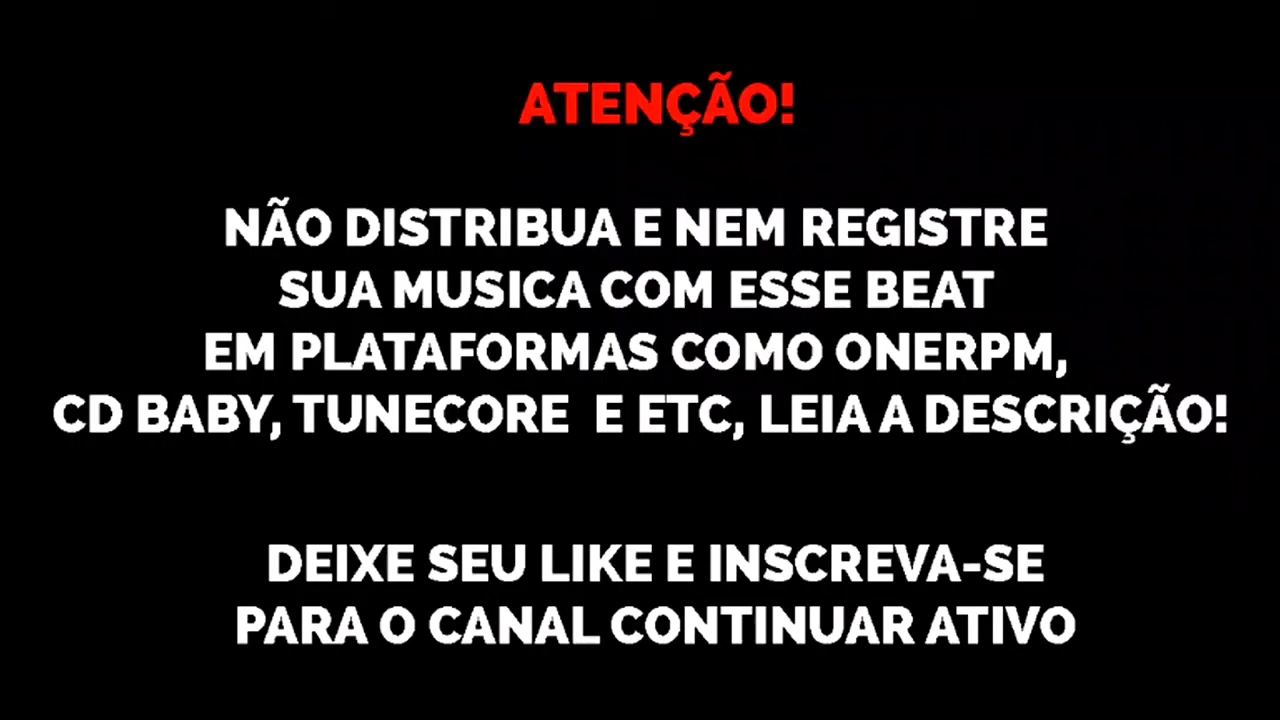 ATENÇÃO!
NÃO DISTRIBUA E NEM REGISTRE
SUA MUSICA COM ESSE BEAT
EM PLATAFORMAS COMO ONERPM,
CD BABY, TUNECORE E ETC, LEIA A DESCRIÇÃO!
DEIXE SEU LIKE E INSCREVA-SE
PARA O CANAL CONTINUAR ATIVO